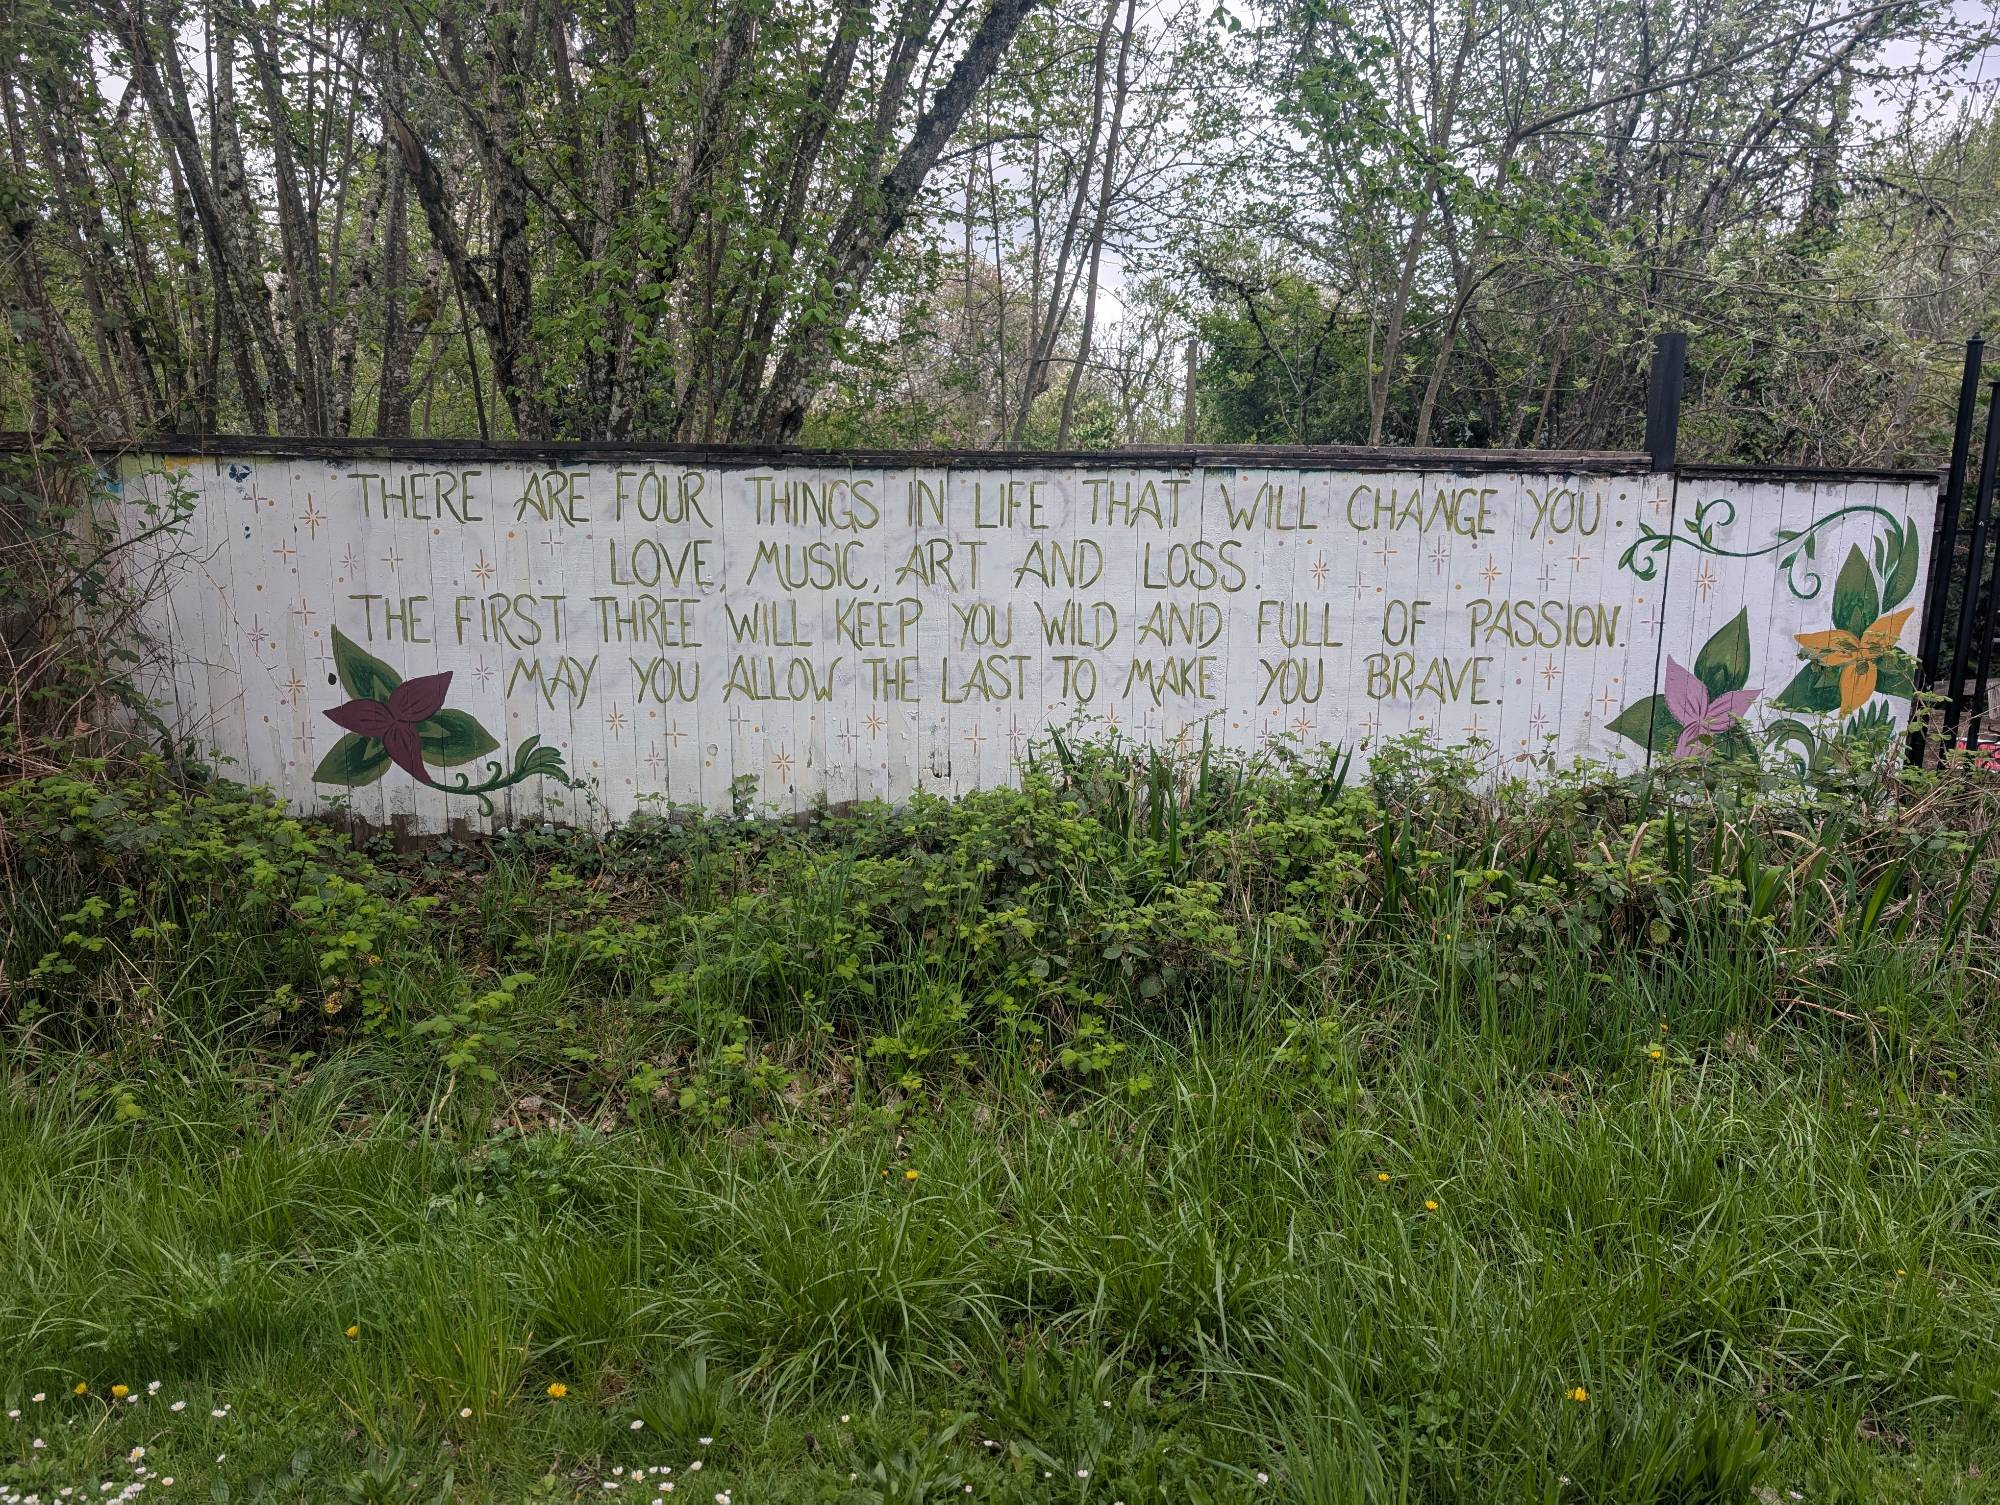 THERE ARE FOUR THINGS IN LIFE THAT WILL CHANGE YOU:
LOVE, MUSIC, ART AND LOSS.
THE FIRST THREE WILL KEEP YOU WILD AND FULL OF PASSION.
MAY YOU ALLOW THE LAST TO MAKE YOU BRAVE.